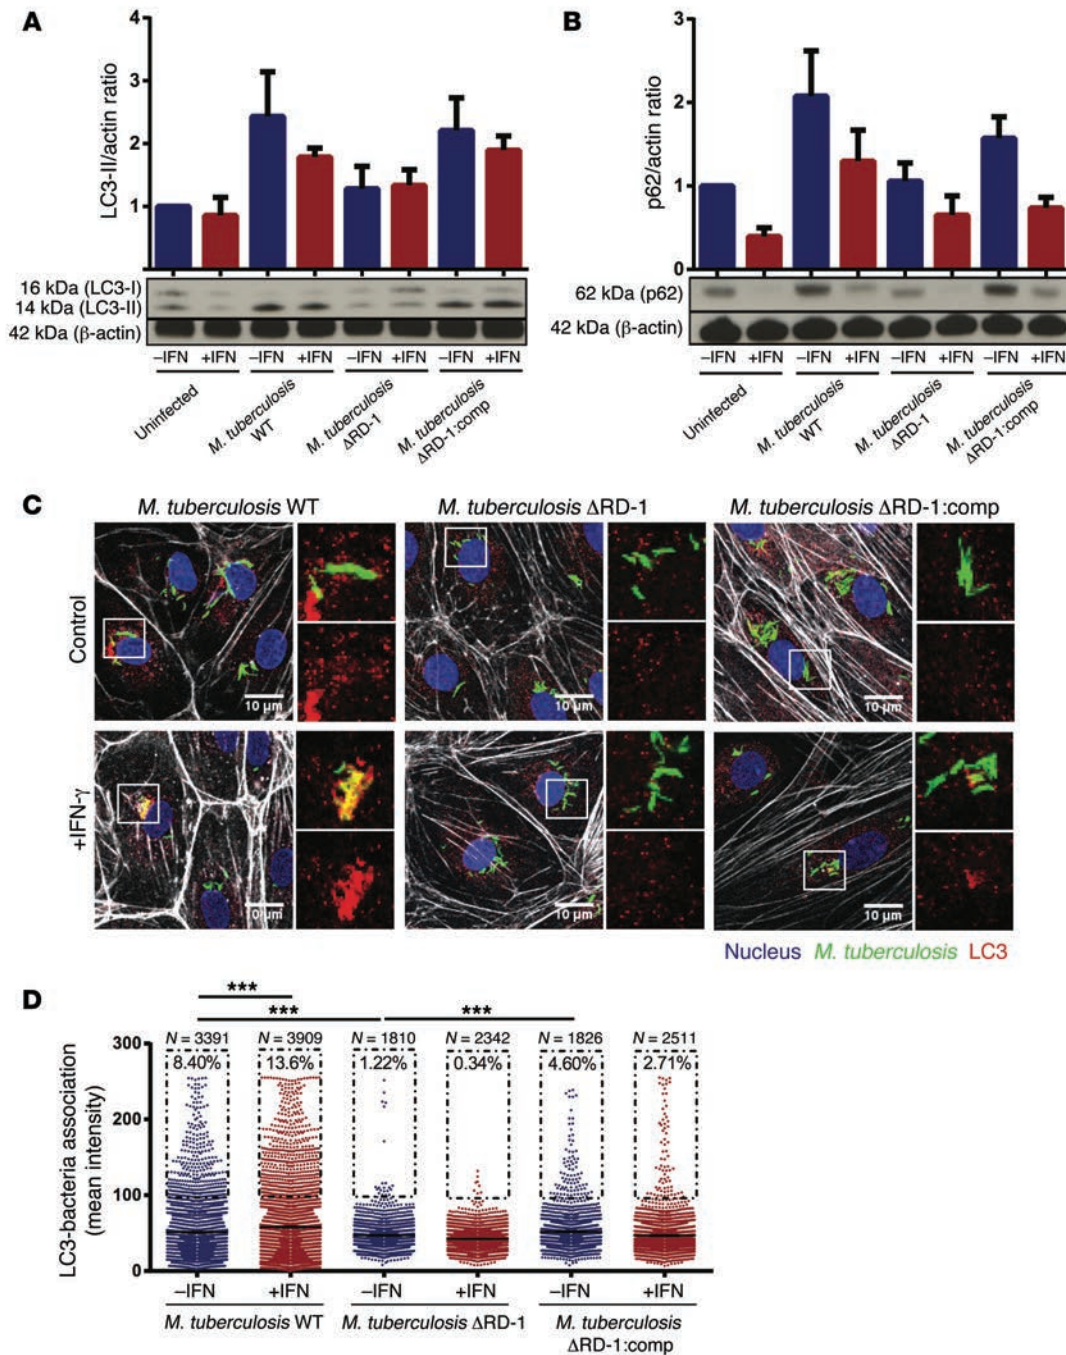 A
LC3-II/actin ratio
4
3
2
1
16 kDa (LC3-I)
14 kDa (LC3-II)
42 kDa (β-actin)
–IFN +IFN –IFN +IFN –IFN +IFN –IFN +IFN
Uninfected
M. tuberculosis
WT
M. tuberculosis
ΔRD-1
M. tuberculosis
ΔRD-1:comp
B
p62/actin ratio
3
2
1
0
62 kDa (p62)
42 kDa (β-actin)
–IFN +IFN –IFN +IFN –IFN +IFN –IFN +IFN
Uninfected
M. tuberculosis
WT
M. tuberculosis
ΔRD-1
M. tuberculosis
ΔRD-1:comp
C
M. tuberculosis WT
M. tuberculosis ΔRD-1
M. tuberculosis ΔRD-1:comp
Control
10 µm
10 µm
10 µm
+IFN-γ
0 µm
10 µm
10 µm
Nucleus M. tuberculosis LC3
D
***
*** ***
N = 3391 N = 3909 N = 1810 N = 2342 N = 1826 N = 2511
8.40% 13.6% 1.22% 0.34% 4.60% 2.71%
LC3-bacteria association
(mean intensity)
300
200
100
0
–IFN +IFN –IFN +IFN –IFN +IFN
M. tuberculosis WT
M. tuberculosis ΔRD-1
M. tuberculosis
ΔRD-1:comp